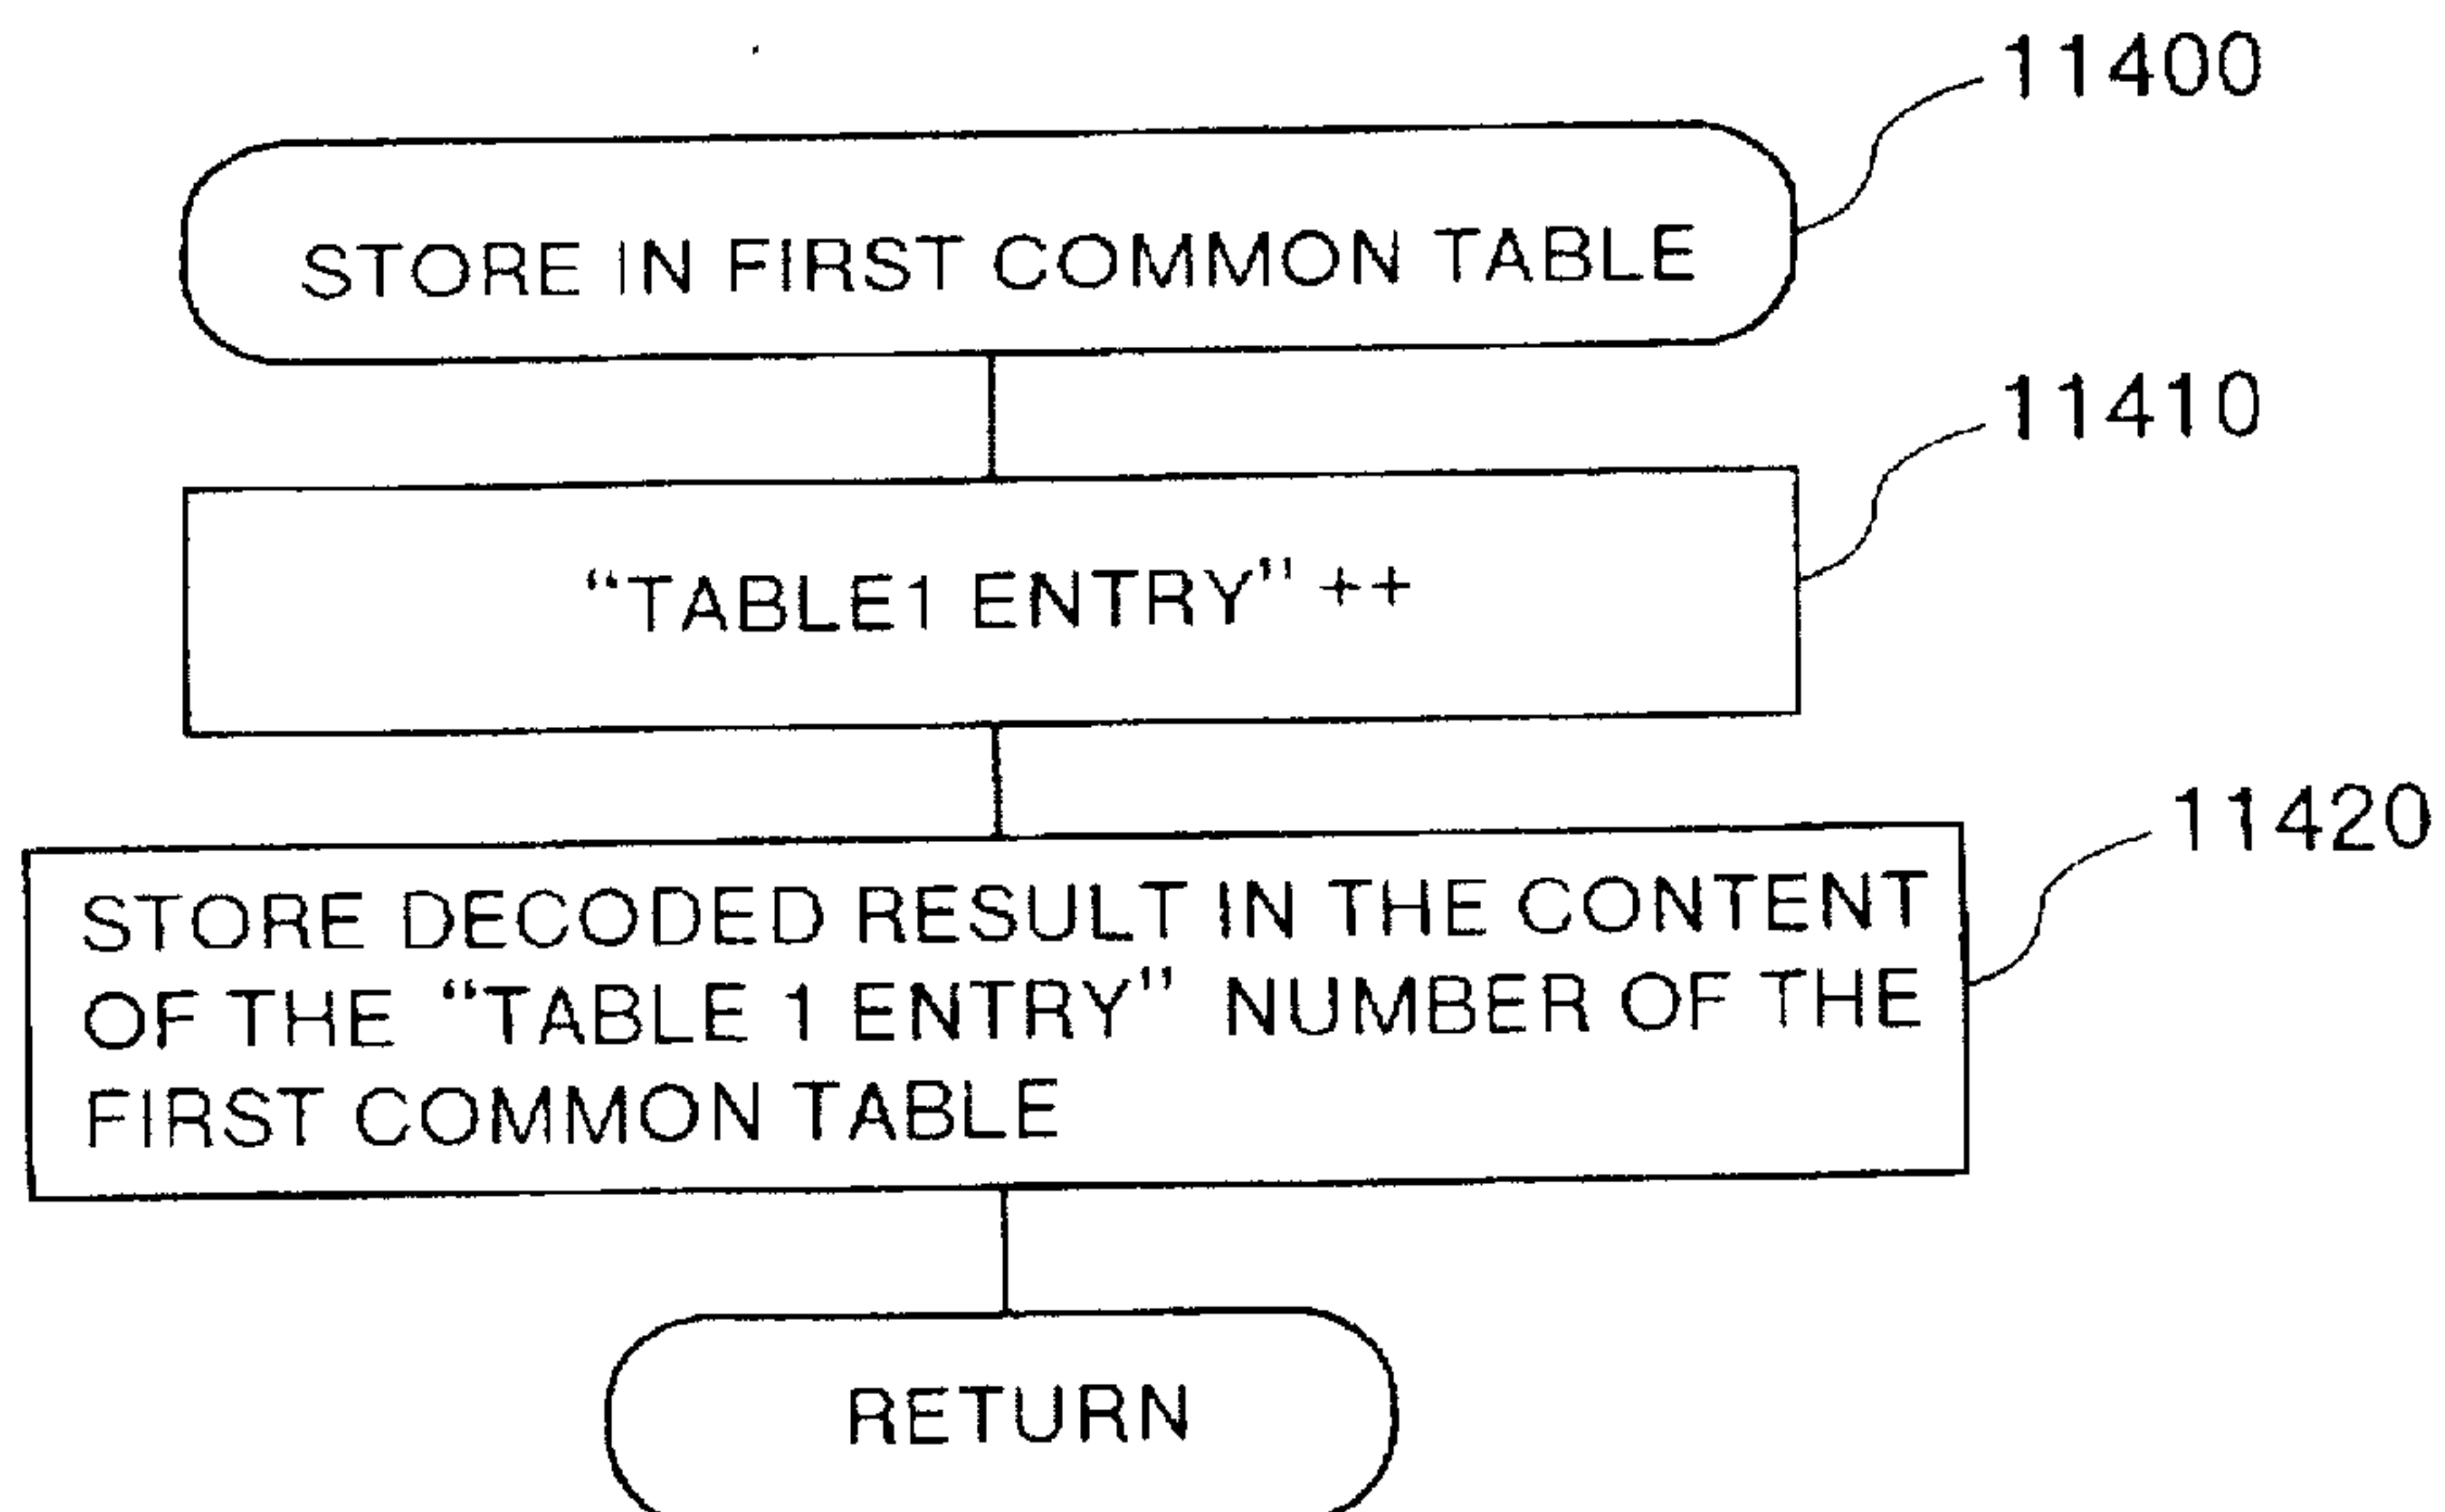 11400
STORE IN FIRST COMMON TABLE
11410
“TABLE1 ENTRY” ++
11420
STORE DECODED RESULT IN THE CONTENT
OF THE “TABLE 1 ENTRY” NUMBER OF THE
FIRST COMMON TABLE
RETURN